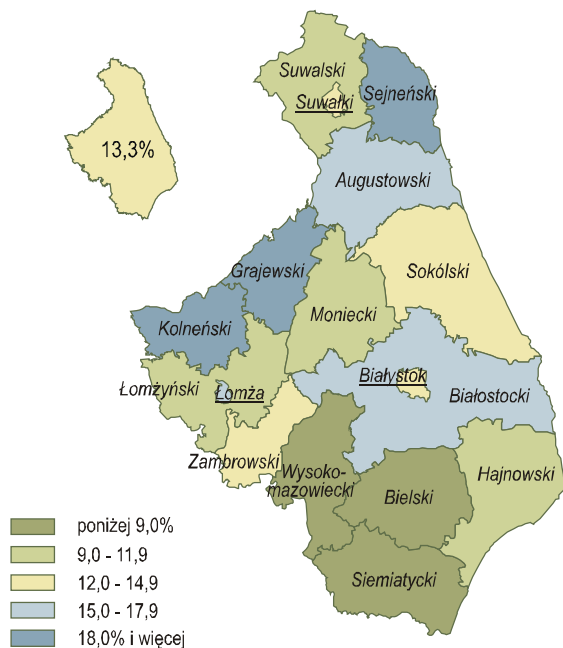 Suwalski
Suwałki
Sejneński
13,3%
Augustowski
Grajewski
Sokólski
Moniecki
Kolneński
Białystok
Łomżyński
Łomża
Białostocki
Zambrowski
Wysoko-
mazowiecki
Hajnowski
Bielski
Siemiatycki
poniżej 9,0%
9,0 - 11,9
12,0 - 14,9
15,0 - 17,9
18,0% i więcej